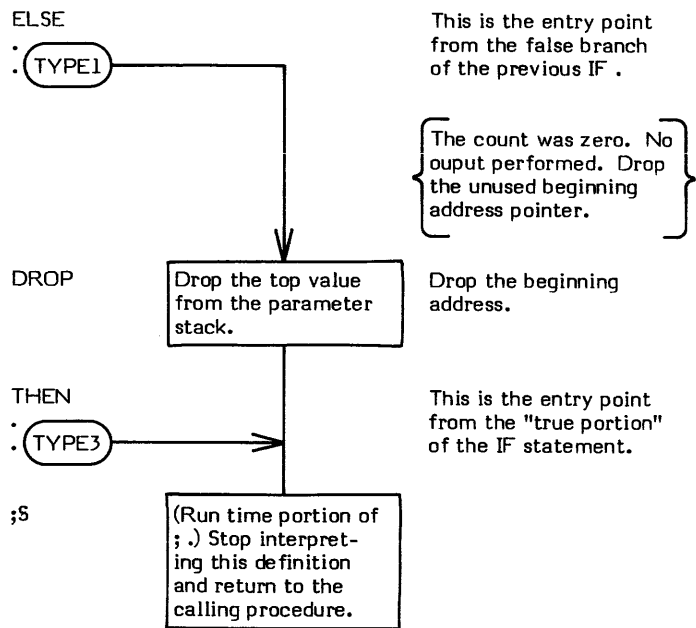 ELSE
: TYPE1
This is the entry point
from the false branch
of the previous IF .
The count was zero. No
ouput performed. Drop
the unused beginning
address pointer.
DROP
Drop the top value
from the parameter
stack.
Drop the beginning
address.
THEN
: TYPE3
This is the entry point
from the "true portion"
of the IF statement.
;S
(Run time portion of
; .) Stop interpret-
ing this definition
and return to the
calling procedure.